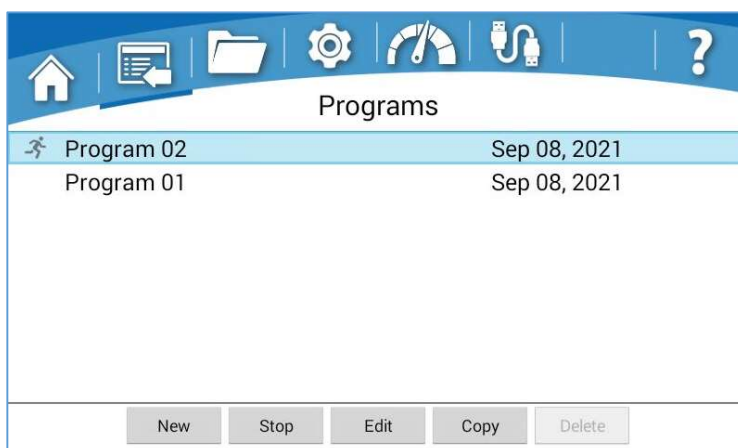 ?
Programs
Program 02 Sep 08, 2021
Program 01 Sep 08, 2021
New Stop Edit Copy Delete